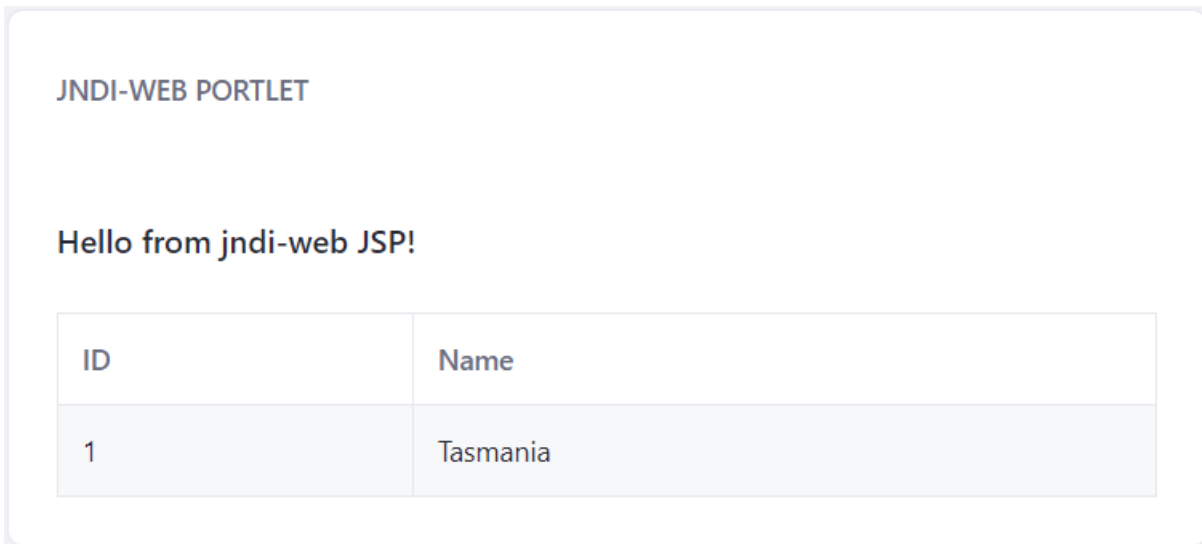 JNDI-WEB PORTLET
Hello from jndi-web JSP!
ID Name
1 Tasmania